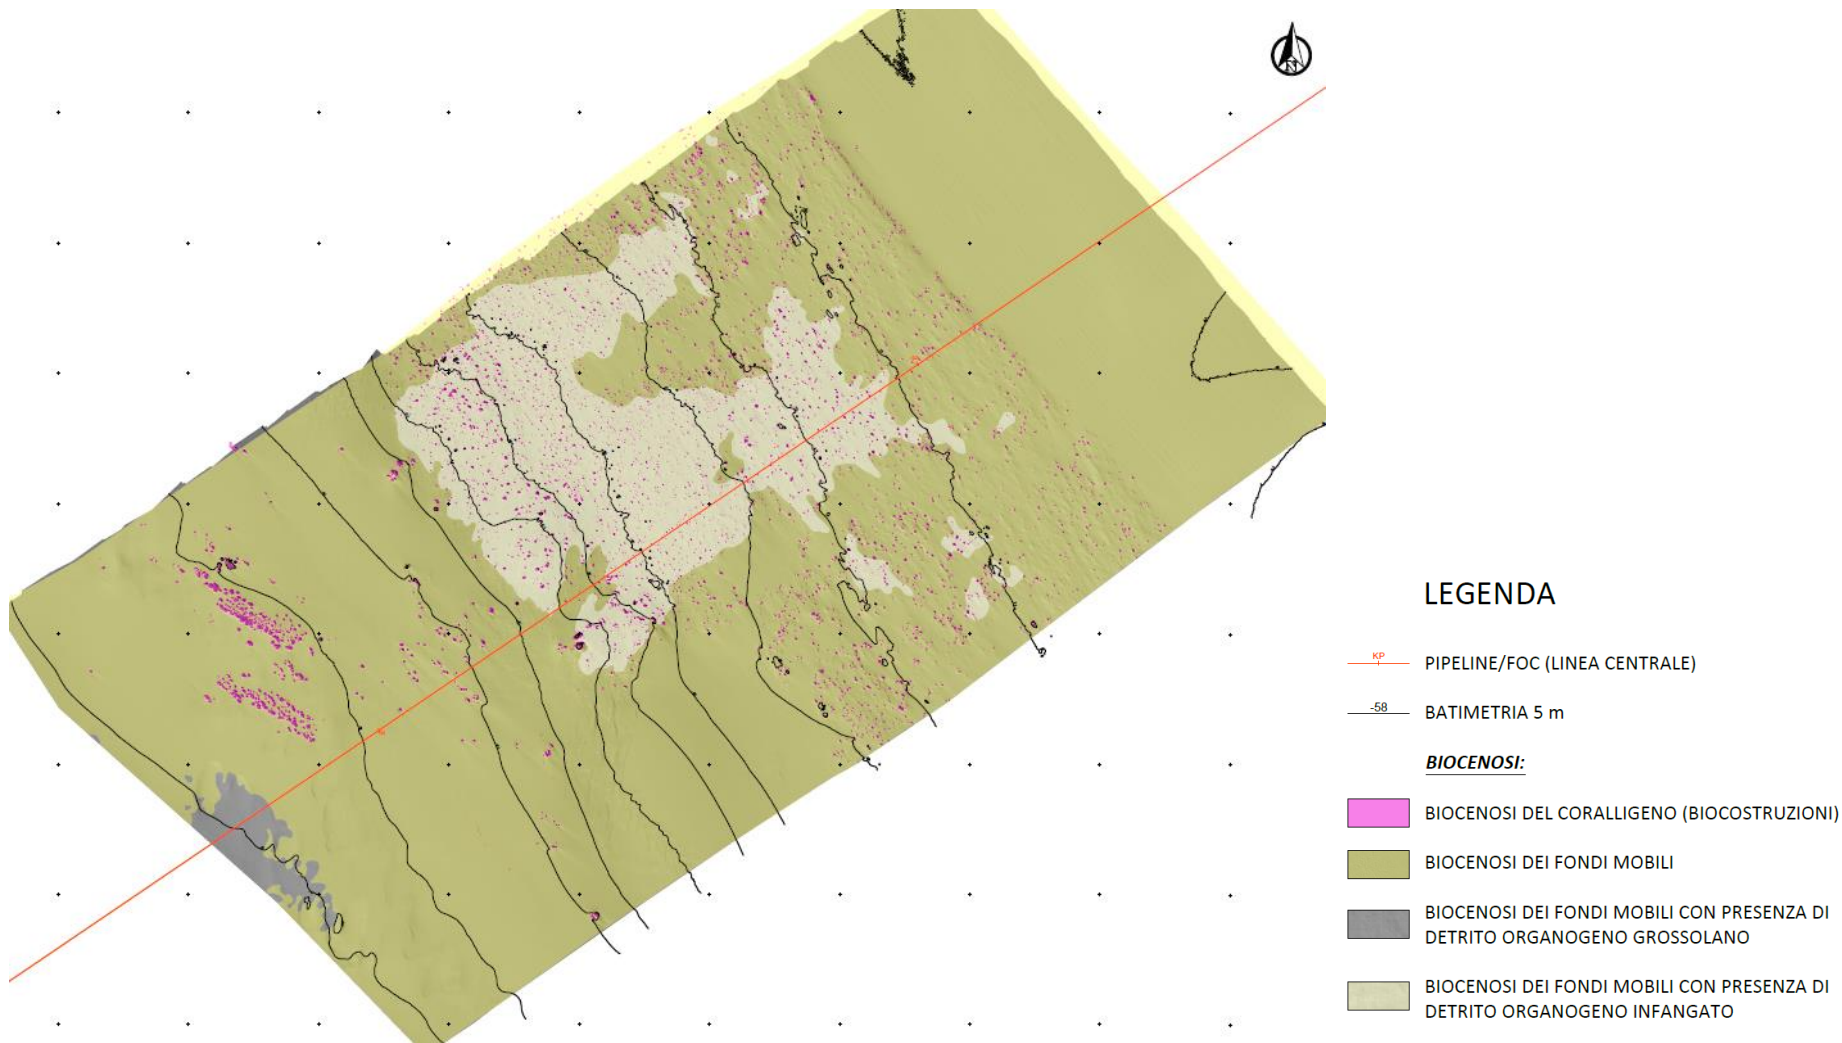 N
LEGENDA
KP
PIPELINE/FOC (LINEA CENTRALE)
-58
BATIMETRIA 5 m
BIOCENOSI:
BIOCENOSI DEL CORALLIGENO (BIOCOSTRUZIONI)
BIOCENOSI DEI FONDI MOBILI
BIOCENOSI DEI FONDI MOBILI CON PRESENZA DI
DETRITO ORGANOGENO GROSSOLANO
BIOCENOSI DEI FONDI MOBILI CON PRESENZA DI
DETRITO ORGANOGENO INFANGATO